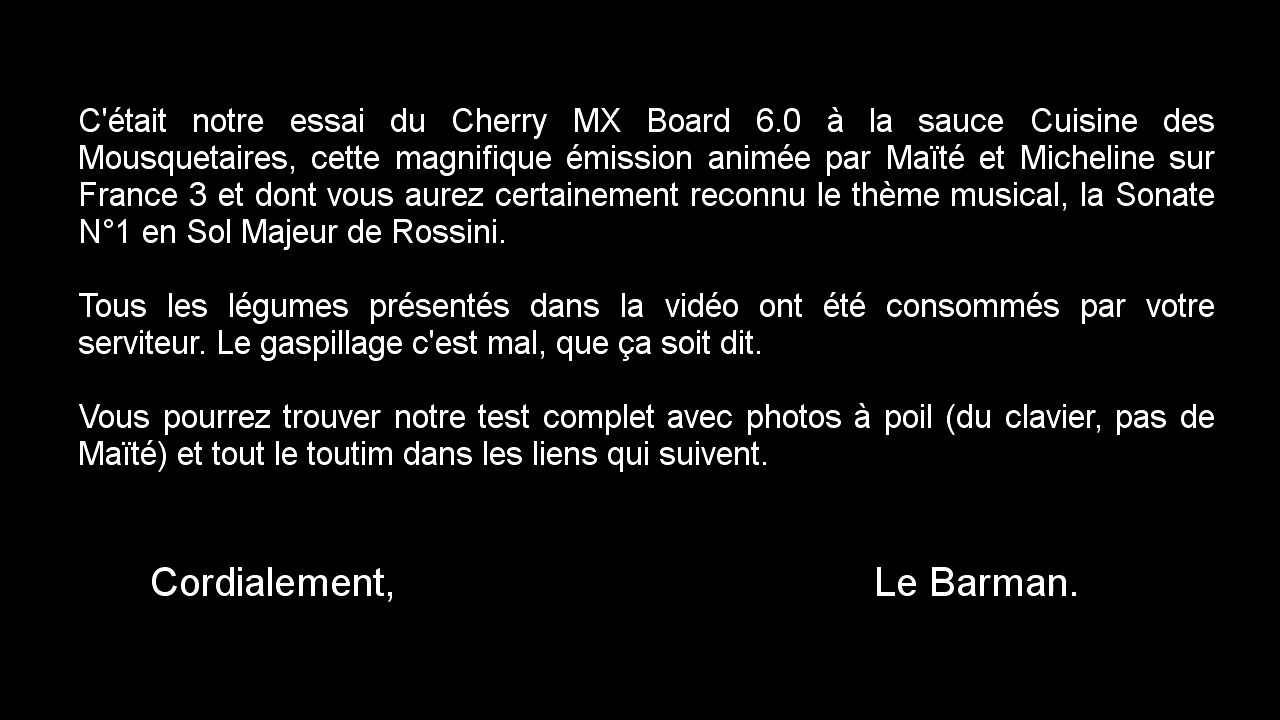 C'était notre essai du Cherry MX Board 6.0 à la sauce Cuisine des
Mousquetaires, cette magnifique émission animée par Maïté et Micheline sur
France 3 et dont vous aurez certainement reconnu le thème musical, la Sonate
N°1 en Sol Majeur de Rossini.
Tous les légumes présentés dans la vidéo ont été consommés par votre
serviteur. Le gaspillage c'est mal, que ça soit dit.
Vous pourrez trouver notre test complet avec photos à poil (du clavier, pas de
Maïté) et tout le toutim dans les liens qui suivent.
Cordialement, Le Barman.